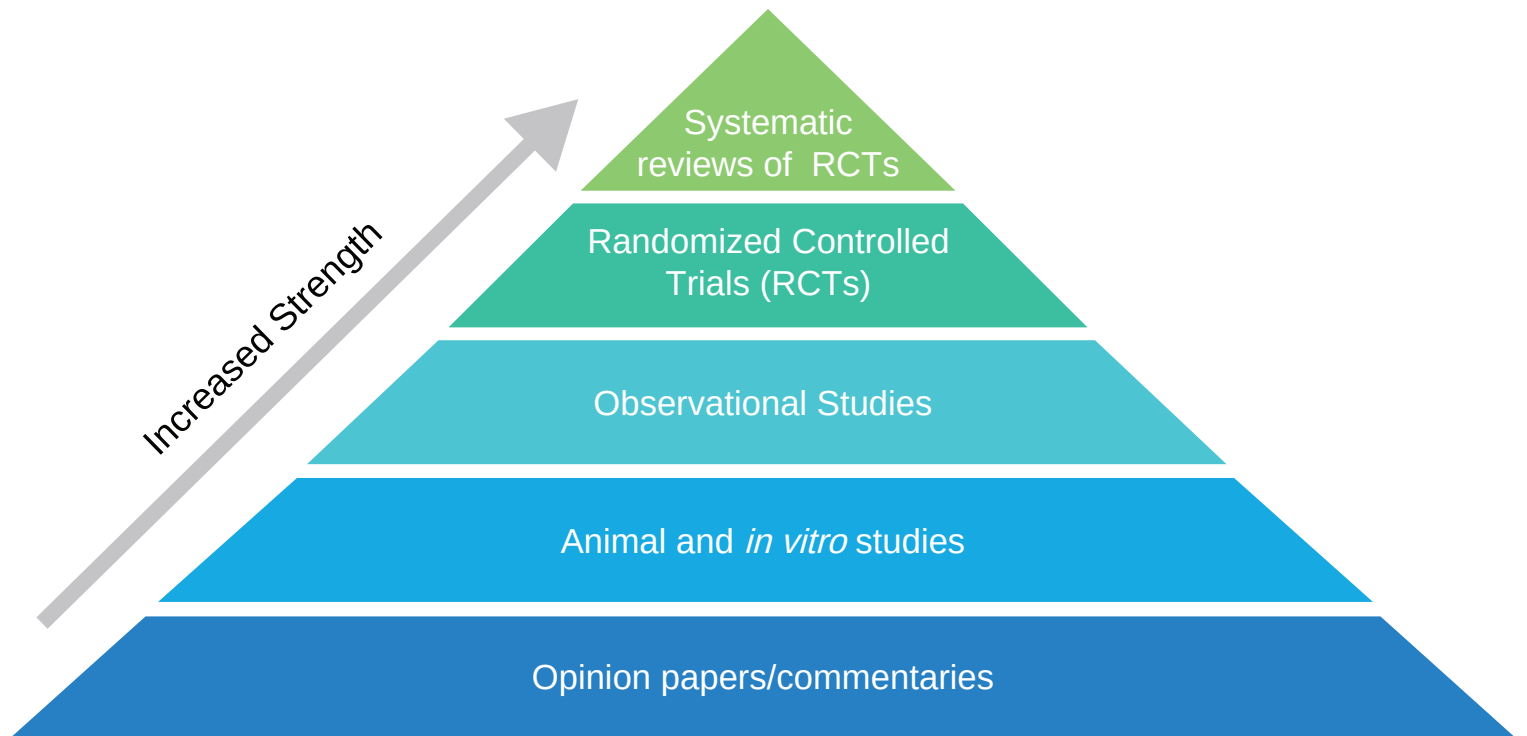 Systematic
reviews of  RCTs
Increased Strength
Randomized Controlled
Trials (RCTs)
Observational Studies
Animal and in vitro studies
Opinion papers/commentaries